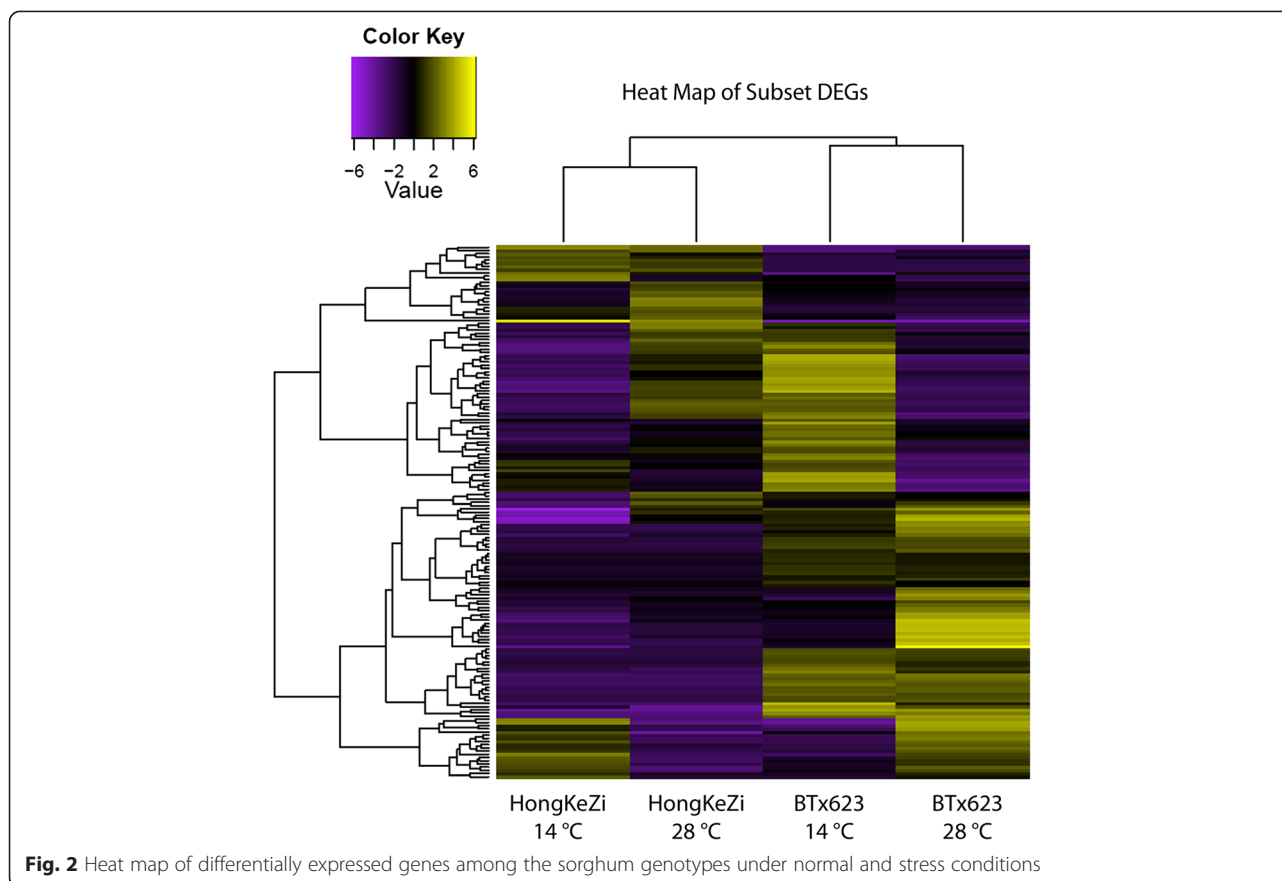 Color Key
−6 −2 2 6
Value
Heat Map of Subset DEGs
HongKeZi HongKeZi BTx623 BTx623
14 °C 28 °C 14 °C 28 °C
Fig. 2 Heat map of differentially expressed genes among the sorghum genotypes under normal and stress conditions